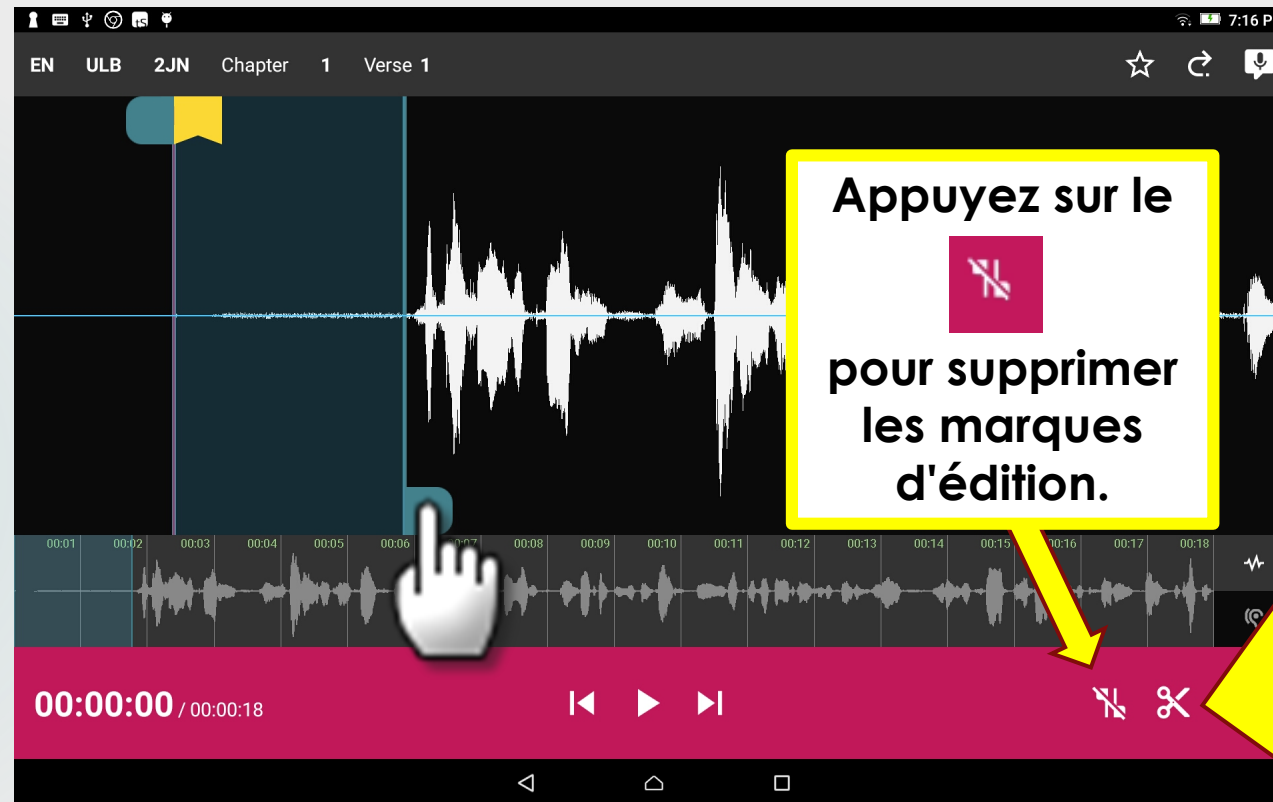 7:16 P
EN ULB 2JN Chapter 1 Verse 1
Appuyez sur le
pour supprimer
les marques
d'édition.
00:01 00:02 00:03 00:04 00:05 00:06 00:07 00:08 00:09 00:10 00:11 00:12 00:13 00:14 00:15 00:16 00:17 00:18
00:00:00 / 00:00:18